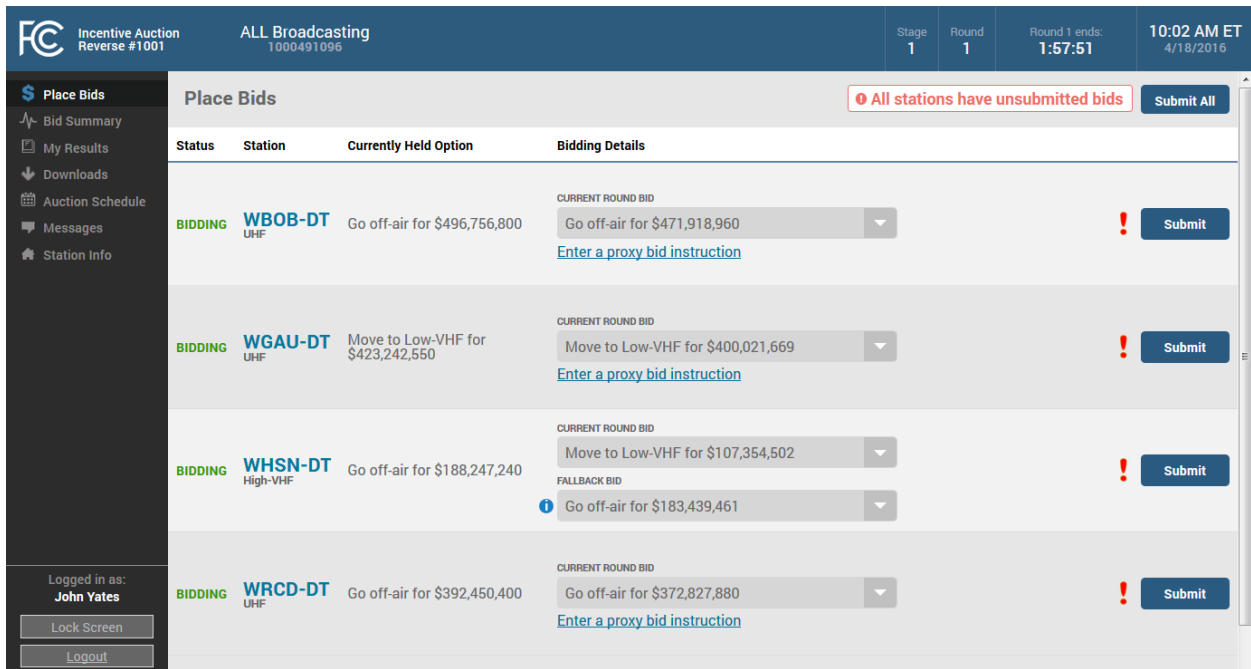 FCC
Incentive Auction
Reverse #1001
ALL Broadcasting
1000491096
Stage
1
Round
1
Round 1 ends:
1:57:51
10:02 AM ET
4/18/2016
Place Bids
Bid Summary
My Results
Downloads
Auction Schedule
Messages
Station Info
Logged in as:
John Yates
Lock Screen
Logout
Place Bids
All stations have unsubmitted bids
Submit All
Status Station Currently Held Option Bidding Details
BIDDING
WBOB-DT
UHF
Go off-air for $496,756,800
CURRENT ROUND BID
Go off-air for $471,918,960
Enter a proxy bid instruction
Submit
BIDDING
WGAU-DT
UHF
Move to Low-VHF for
$423,242,550
CURRENT ROUND BID
Move to Low-VHF for $400,021,669
Enter a proxy bid instruction
Submit
BIDDING
WHSN-DT
High-VHF
Go off-air for $188,247,240
CURRENT ROUND BID
Move to Low-VHF for $107,354,502
FALLBACK BID
Go off-air for $183,439,461
Submit
BIDDING
WRCD-DT
UHF
Go off-air for $392,450,400
CURRENT ROUND BID
Go off-air for $372,827,880
Enter a proxy bid instruction
Submit